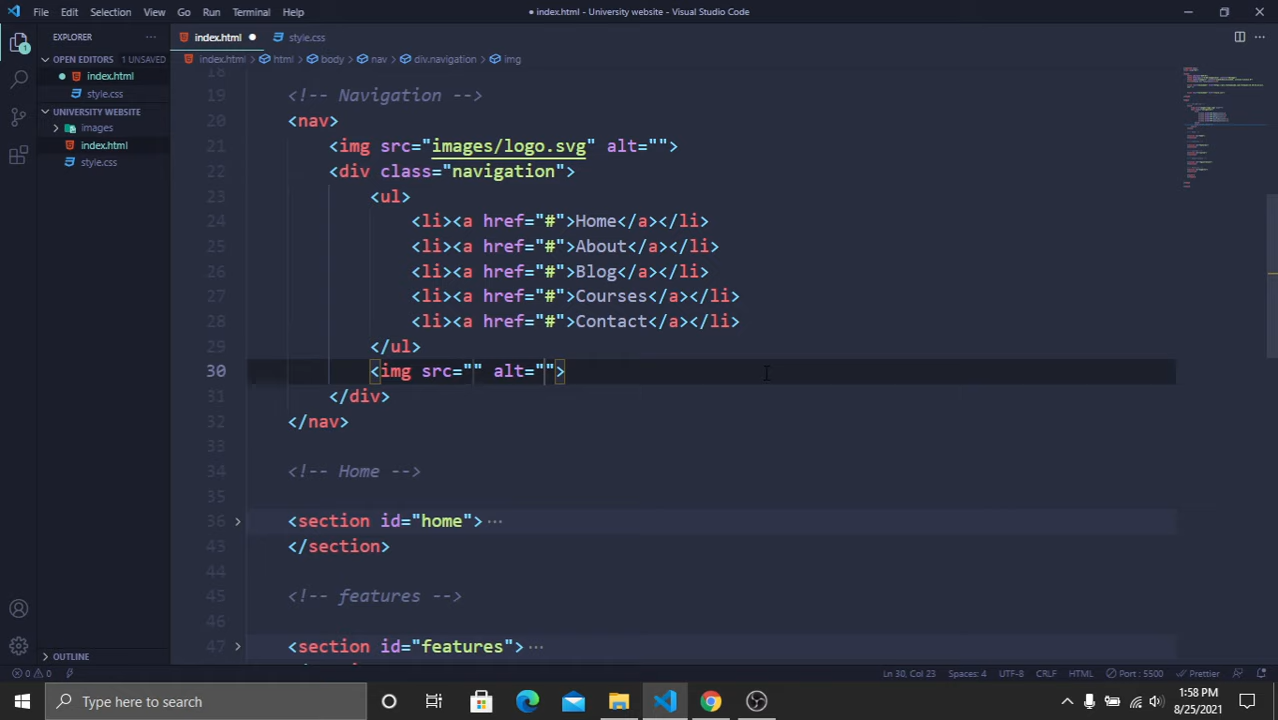 File Edit Selection View Go Run Terminal Help
● index.html - University website - Visual Studio Code
EXPLORER ···
index.html ●
style.css
index.html > html > body > nav > div.navigation > img
OPEN EDITORS 1 UNSAVED
● index.html
style.css
UNIVERSITY WEBSITE
images
index.html
style.css
OUTLINE
1
18
19 <!-- Navigation -->
20 <nav>
21 <img src="images/logo.svg" alt="">
22 <div class="navigation">
23 <ul>
24 <li><a href="#">Home</a></li>
25 <li><a href="#">About</a></li>
26 <li><a href="#">Blog</a></li>
27 <li><a href="#">Courses</a></li>
28 <li><a href="#">Contact</a></li>
29 </ul>
30 <img src="" alt="">
31 </div>
32 </nav>
33
34 <!-- Home -->
35
36 <section id="home"> ···
43 </section>
44
45 <!-- features -->
46
47 <section id="features"> ···
0 0
Ln 30, Col 23 Spaces: 4 UTF-8 CRLF HTML Port : 5500 Prettier
Type here to search
1:58 PM
8/25/2021
1